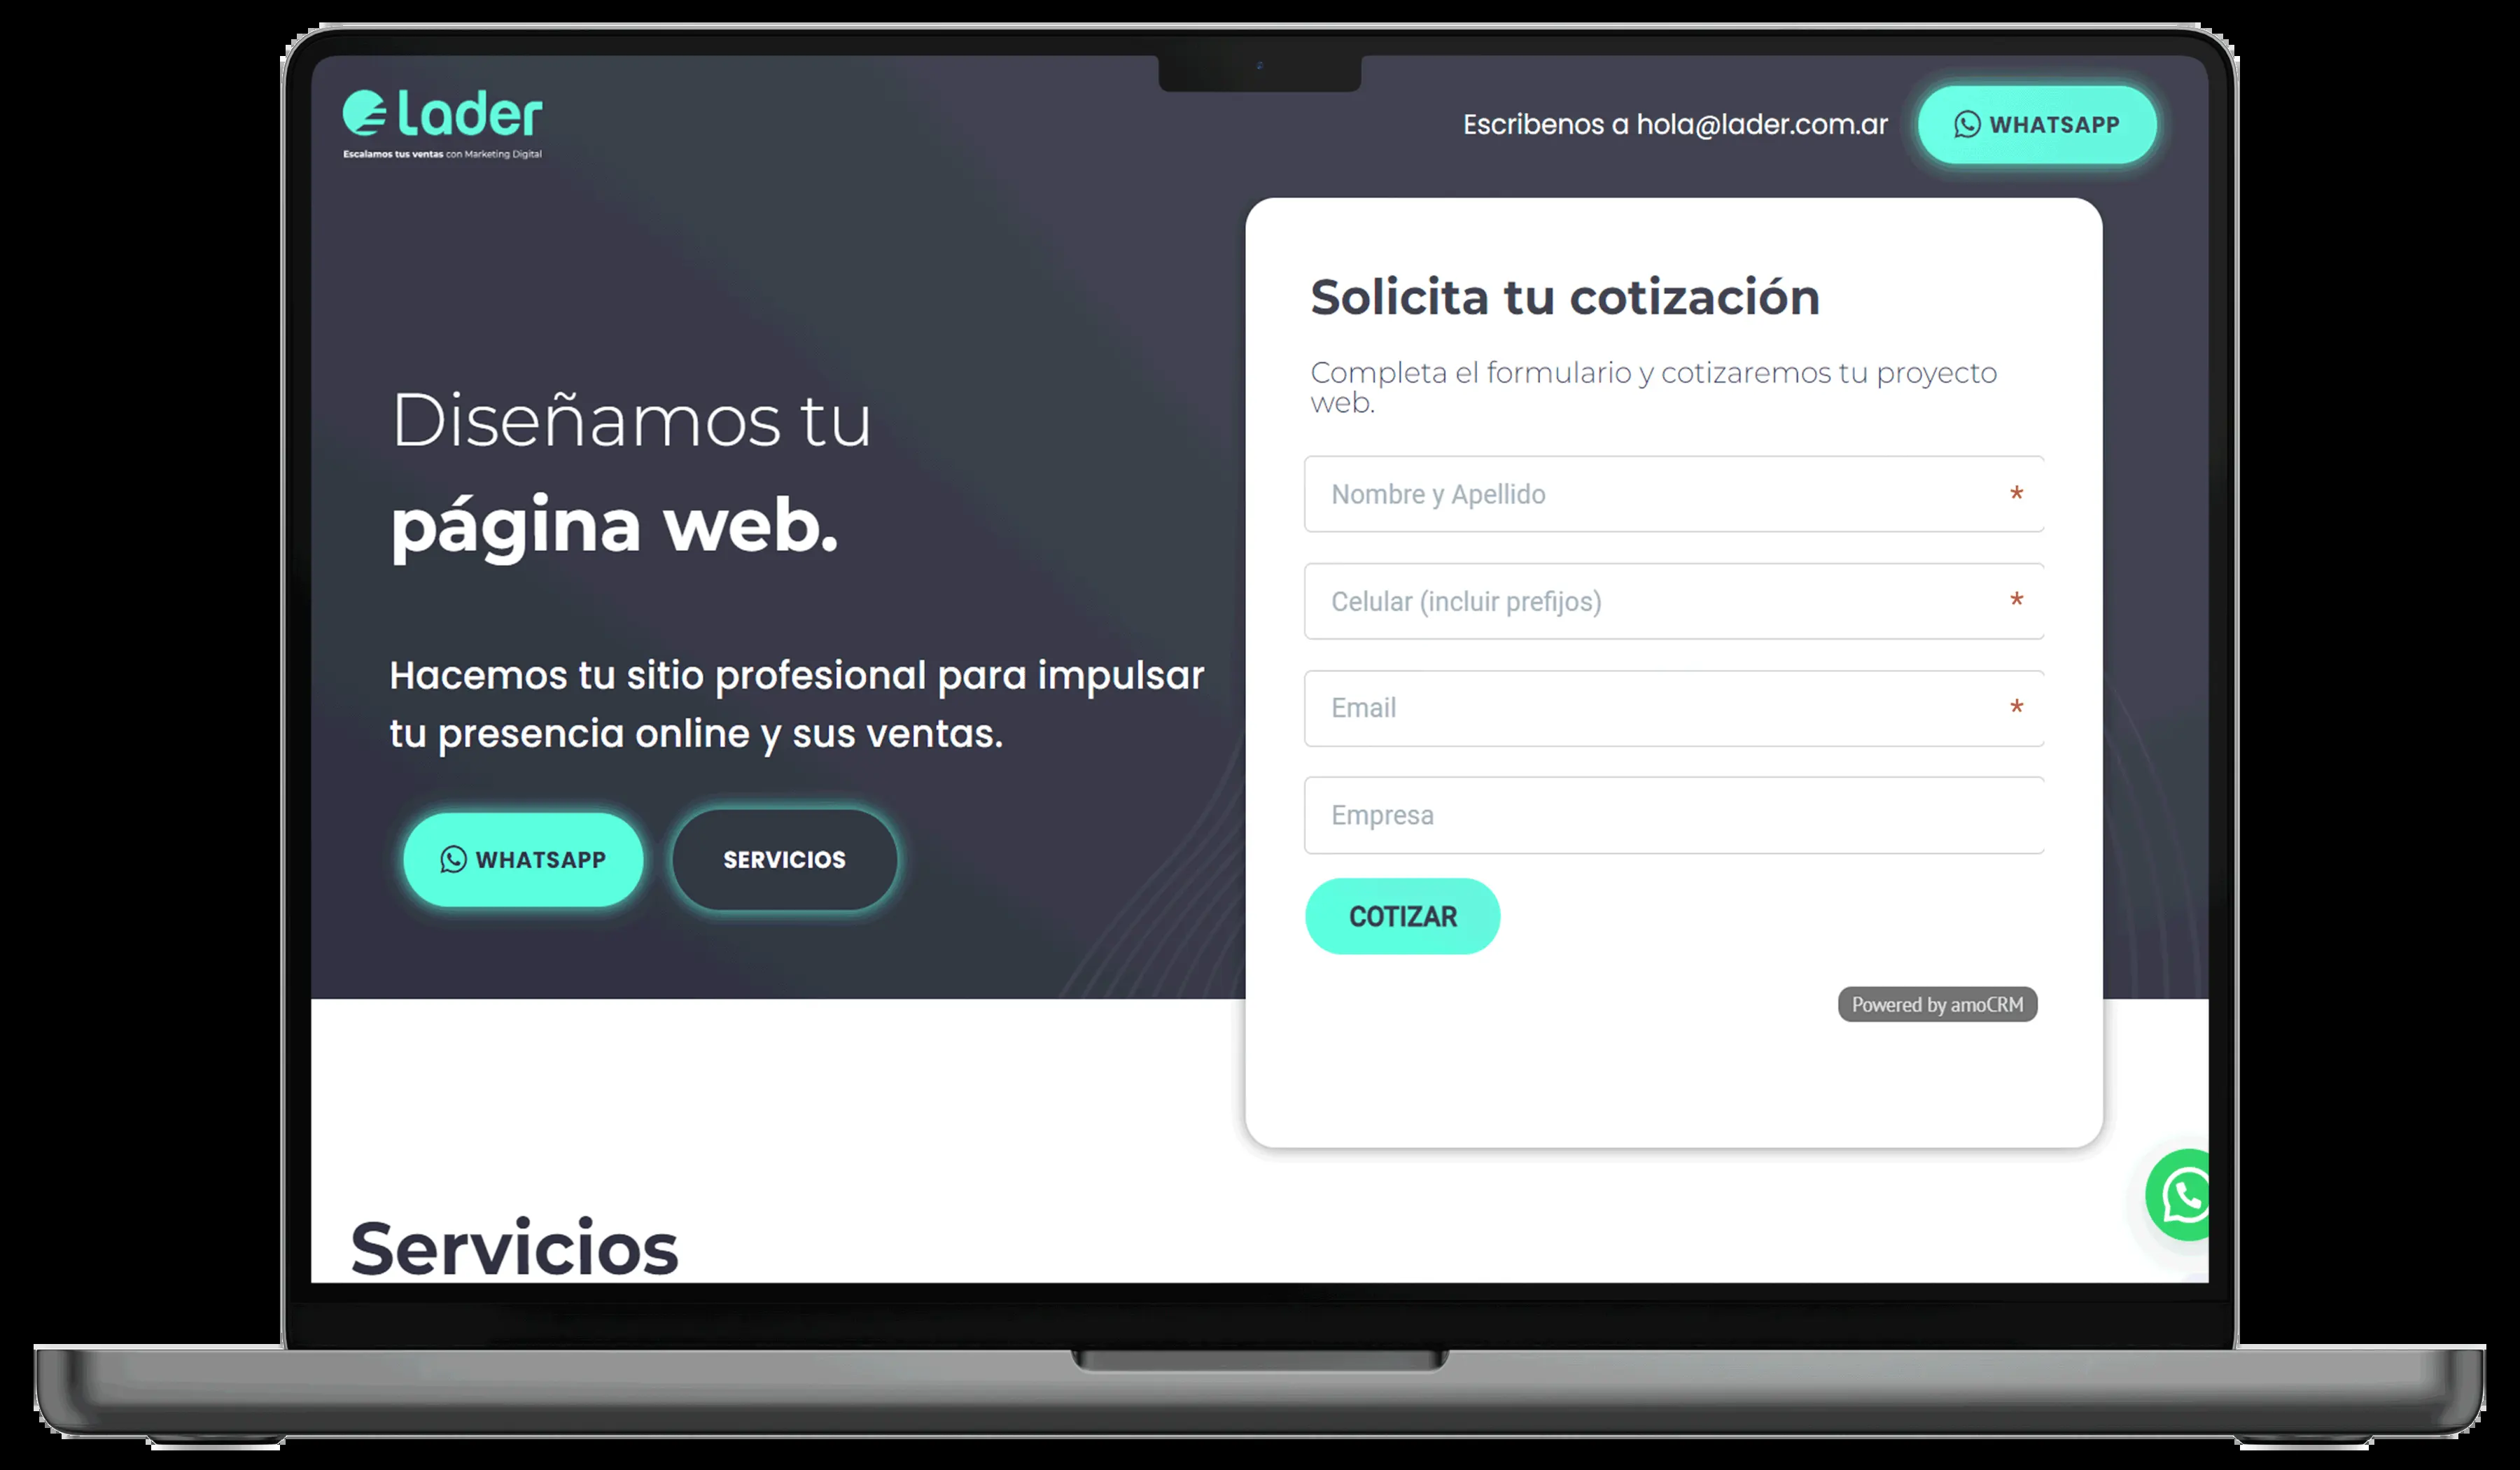 Lader
Escalamos tus ventas con Marketing Digital
Escribenos a hola@lader.com.ar
WHATSAPP
Diseñamos tu
página web.
Hacemos tu sitio profesional para impulsar
tu presencia online y sus ventas.
WHATSAPP
SERVICIOS
Solicita tu cotización
Completa el formulario y cotizaremos tu proyecto
web.
Nombre y Apellido *
Celular (incluir prefijos) *
Email *
Empresa
COTIZAR
Powered by amoCRM
Servicios